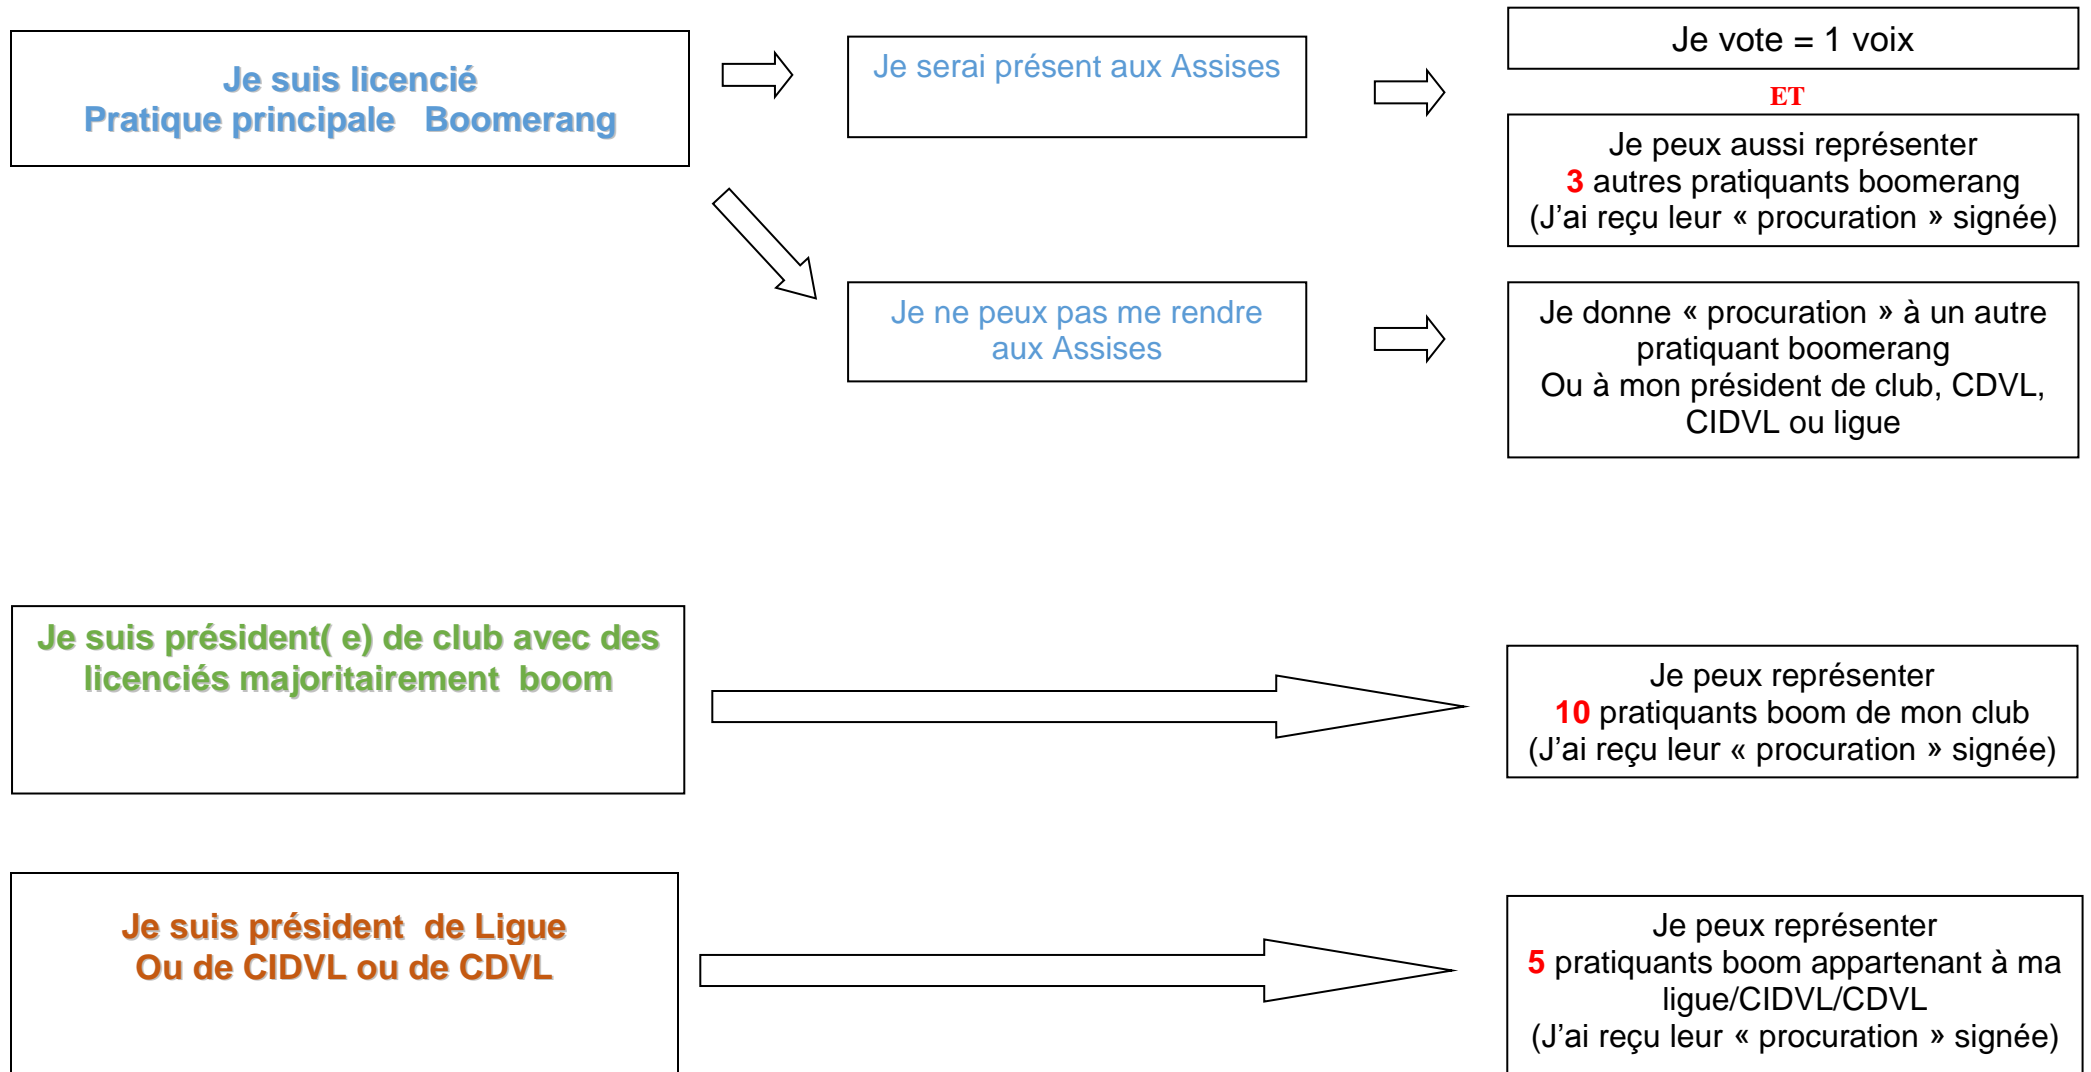 Je suis licencié
Pratique principale Boomerang
Je serai présent aux Assises
Je vote = 1 voix
ET
Je peux aussi représenter
3 autres pratiquants boomerang
(J'ai reçu leur « procuration » signée)
Je ne peux pas me rendre
aux Assises
Je donne « procuration » à un autre
pratiquant boomerang
Ou à mon président de club, CDVL,
CIDVL ou ligue
Je suis président( e) de club avec des
licenciés majoritairement boom
Je peux représenter
10 pratiquants boom de mon club
(J'ai reçu leur « procuration » signée)
Je suis président de Ligue
Ou de CIDVL ou de CDVL
Je peux représenter
5 pratiquants boom appartenant à ma
ligue/CIDVL/CDVL
(J'ai reçu leur « procuration » signée)